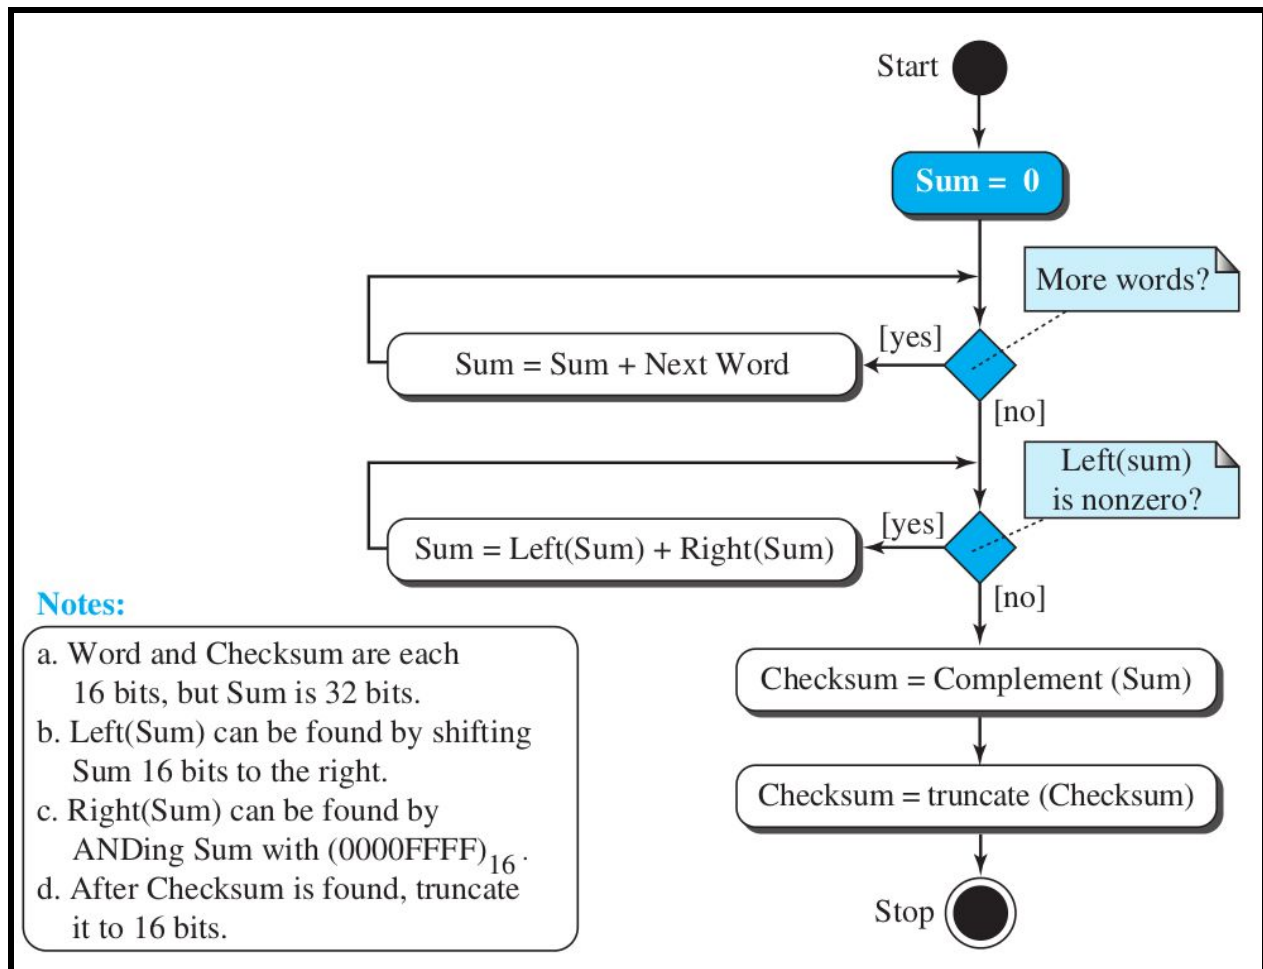 Start
Sum = 0
More words?
[yes]
Sum = Sum + Next Word
[no]
Left(sum)
is nonzero?
[yes]
Sum = Left(Sum) + Right(Sum)
[no]
Notes:
a. Word and Checksum are each
16 bits, but Sum is 32 bits.
b. Left(Sum) can be found by shifting
Sum 16 bits to the right.
c. Right(Sum) can be found by
ANDing Sum with (0000FFFF)₁₆.
d. After Checksum is found, truncate
it to 16 bits.
Checksum = Complement (Sum)
Checksum = truncate (Checksum)
Stop